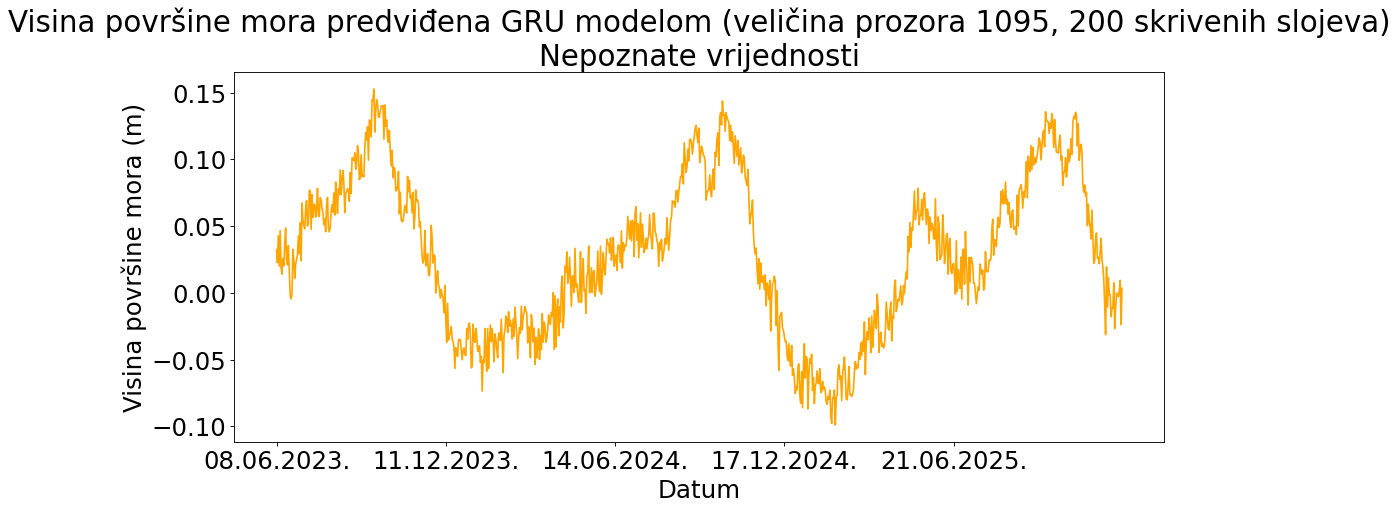 Visina površine mora predviđena GRU modelom (veličina prozora 1095, 200 skrivenih slojeva)
Nepoznate vrijednosti
Visina površine mora (m)
0.15
0.10
0.05
0.00
−0.05
−0.10
08.06.2023. 11.12.2023. 14.06.2024. 17.12.2024. 21.06.2025.
Datum